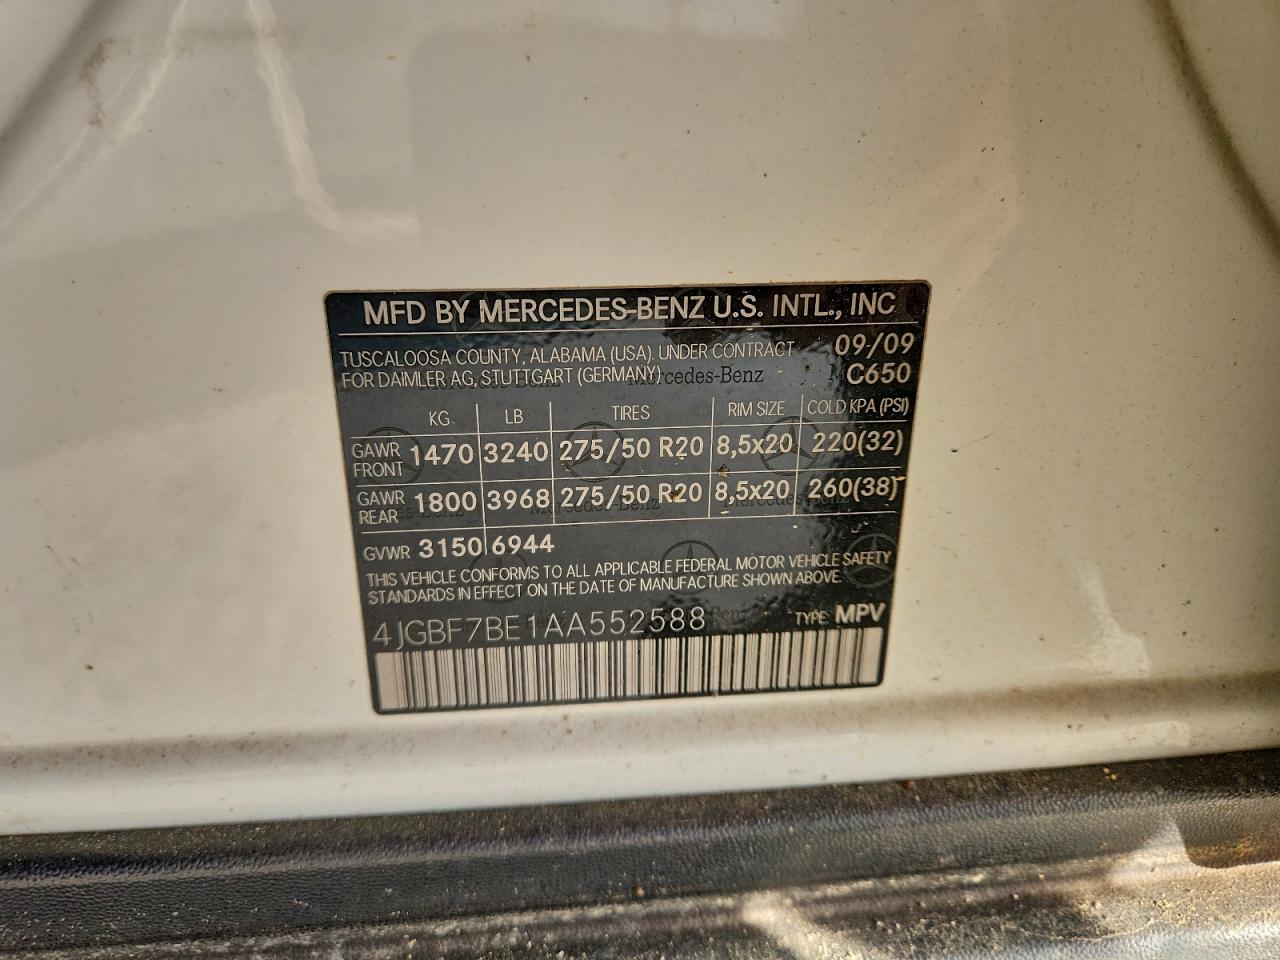 MFD BY MERCEDES-BENZ U.S. INTL., INC
TUSCALOOSA COUNTY, ALABAMA (USA). UNDER CONTRACT 09/09
FOR DAIMLER AG, STUTTGART (GERMANY) Mercedes-Benz C650
KG LB TIRES RIM SIZE COLD KPA (PSI)
GAWR FRONT 1470 3240 275/50 R20 8,5x20 220(32)
GAWR REAR 1800 3968 275/50 R20 8,5x20 260(38)
GVWR 3150 6944
THIS VEHICLE CONFORMS TO ALL APPLICABLE FEDERAL MOTOR VEHICLE SAFETY
STANDARDS IN EFFECT ON THE DATE OF MANUFACTURE SHOWN ABOVE.
4JGBF7BE1AA552588 TYPE: MPV